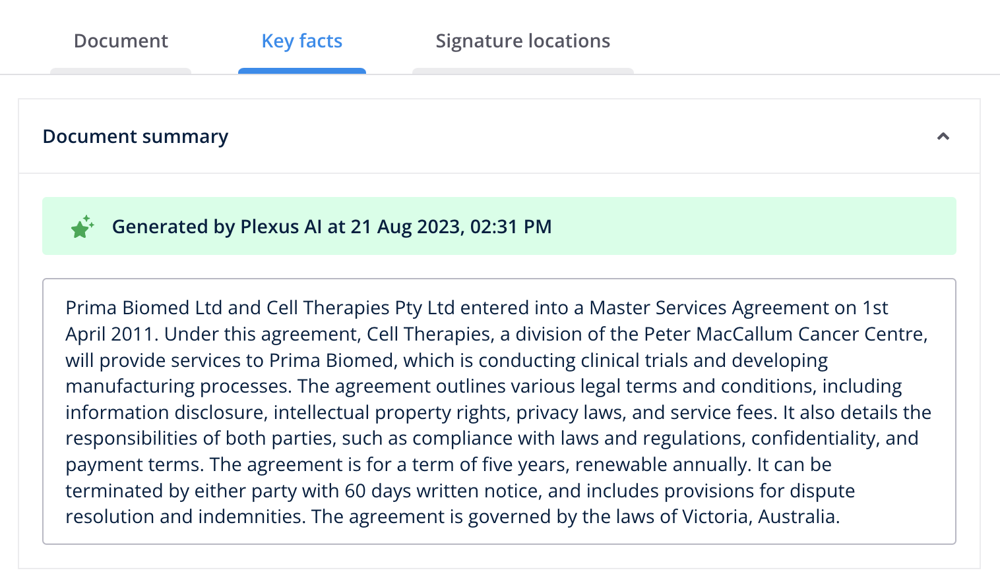 Document
Key facts
Signature locations
Document summary
Generated by Plexus AI at 21 Aug 2023, 02:31 PM
Prima Biomed Ltd and Cell Therapies Pty Ltd entered into a Master Services Agreement on 1st
April 2011. Under this agreement, Cell Therapies, a division of the Peter MacCallum Cancer Centre,
will provide services to Prima Biomed, which is conducting clinical trials and developing
manufacturing processes. The agreement outlines various legal terms and conditions, including
information disclosure, intellectual property rights, privacy laws, and service fees. It also details the
responsibilities of both parties, such as compliance with laws and regulations, confidentiality, and
payment terms. The agreement is for a term of five years, renewable annually. It can be
terminated by either party with 60 days written notice, and includes provisions for dispute
resolution and indemnities. The agreement is governed by the laws of Victoria, Australia.